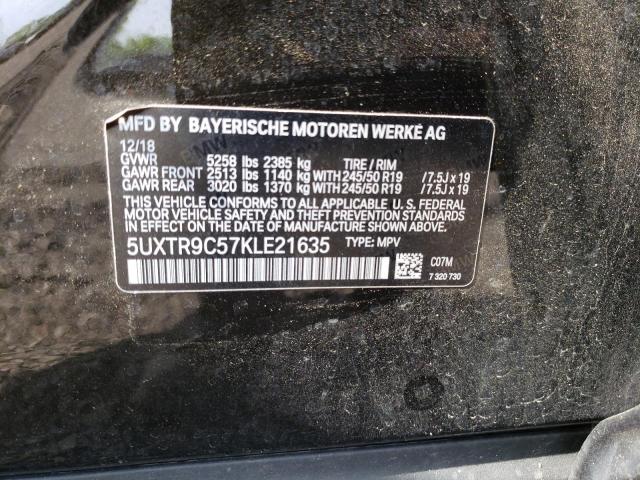 MFD BY BAYERISCHE MOTOREN WERKE AG
12/18
GVWR 5258 lbs 2385 kg TIRE / RIM
GAWR FRONT 2513 lbs 1140 kg WITH 245/50 R19 /7.5J x 19
GAWR REAR 3020 lbs 1370 kg WITH 245/50 R19 /7.5J x 19
THIS VEHICLE CONFORMS TO ALL APPLICABLE U. S. FEDERAL
MOTOR VEHICLE SAFETY, BUMPER, AND THEFT PREVENTION
STANDARDS IN EFFECT ON THE DATE OF MANUFACTURE SHOWN ABOVE.
5UXTR9C57KLE21635 TYPE: MPV
C07M
7 320 730